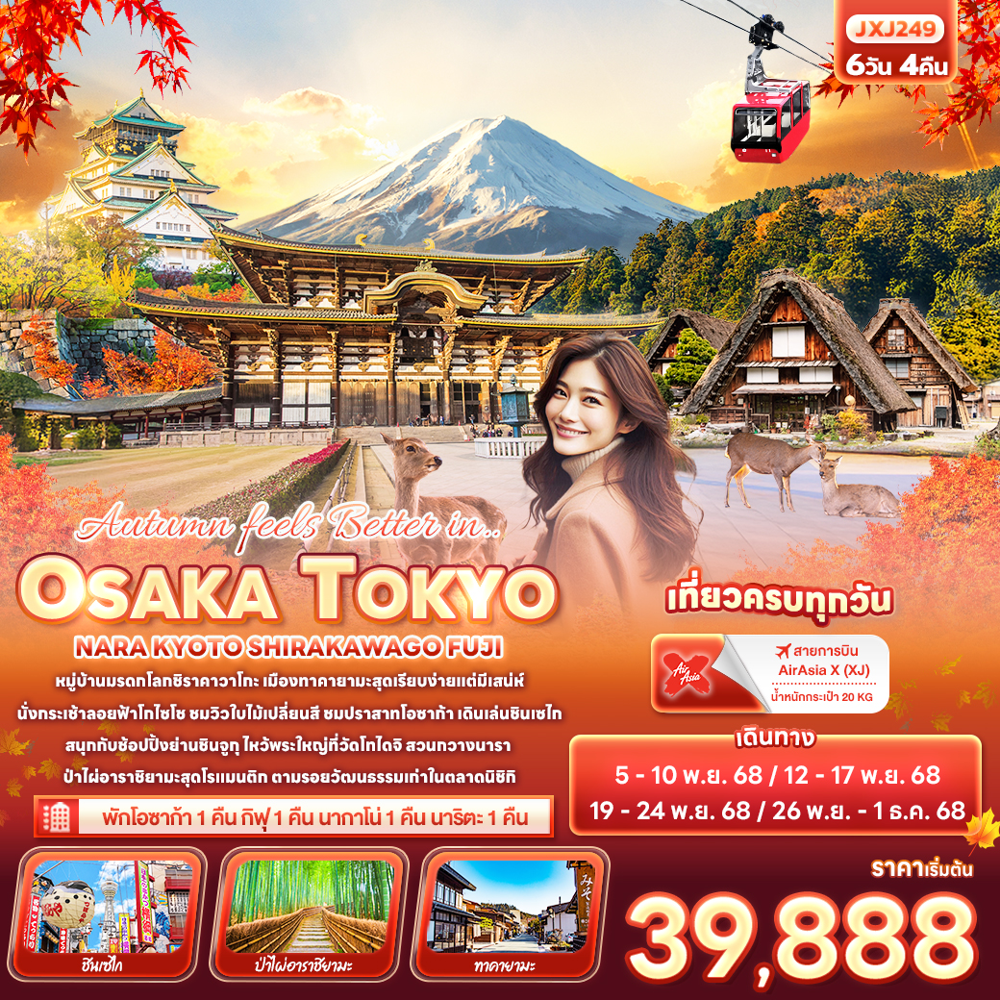 JXJ249
6วัน 4คืน
Autumn feels Better in..
OSAKA TOKYO
NARA KYOTO SHIRAKAWAGO FUJI
หมู่บ้านมรดกโลกชิราคาวาโกะ เมืองทาคายามะสุดเรียบง่ายแต่มีเสน่ห์
นั่งกระเช้าลอยฟ้าโกไซโช ชมวิวใบไม้เปลี่ยนสี ชมปราสาทโอซาก้า เดินเล่นชินเซไก
สนุกกับช้อปปิ้งย่านชินจูกุ ไหว้พระใหญ่ที่วัดโทไดจิ สวนกวางนารา
ป่าไผ่อาราชิยามะสุดโรแมนติก ตามรอยวัฒนธรรมเก่าในตลาดนิชิกิ
พักโอซาก้า 1 คืน กิฟุ 1 คืน นากาโน่ 1 คืน นาริตะ 1 คืน
เที่ยวครบทุกวัน
Air Asia
สายการบิน
AirAsia X (XJ)
น้ำหนักกระเป๋า 20 KG
เดินทาง
5 - 10 พ.ย. 68 / 12 - 17 พ.ย. 68
19 - 24 พ.ย. 68 / 26 พ.ย. - 1 ธ.ค. 68
ชินเซไก
ป่าไผ่อาราชิยามะ
みそ
ทาคายามะ
ราคาเริ่มต้น
39,888